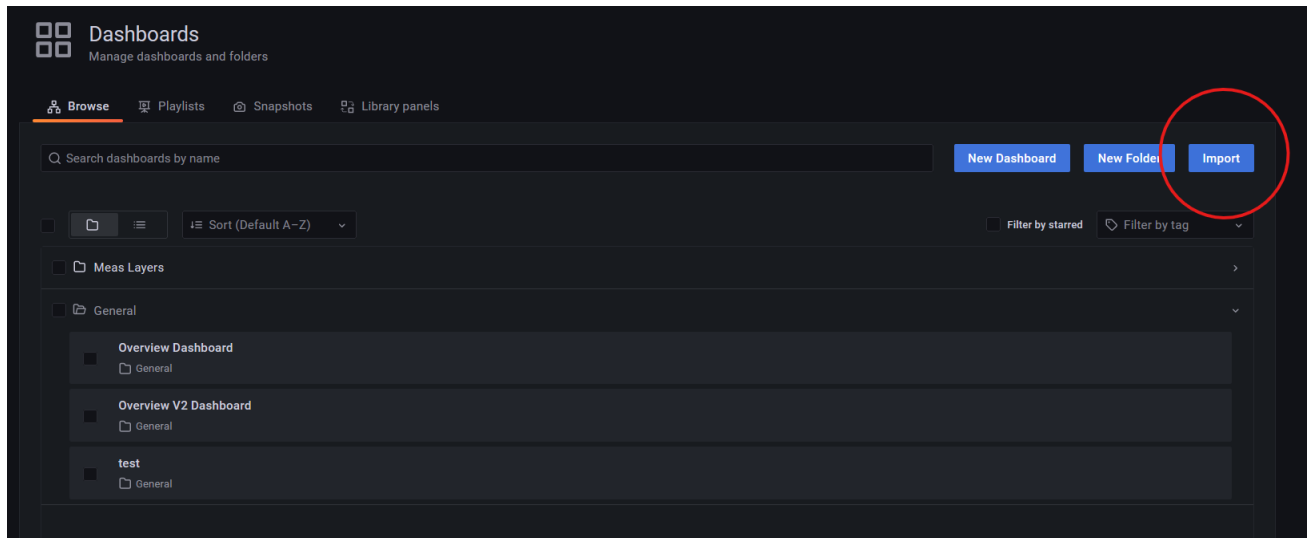 Dashboards
Manage dashboards and folders
Browse Playlists Snapshots Library panels
Search dashboards by name New Dashboard New Folder Import
Sort (Default A–Z) Filter by starred Filter by tag
Meas Layers
General
Overview Dashboard
General
Overview V2 Dashboard
General
test
General